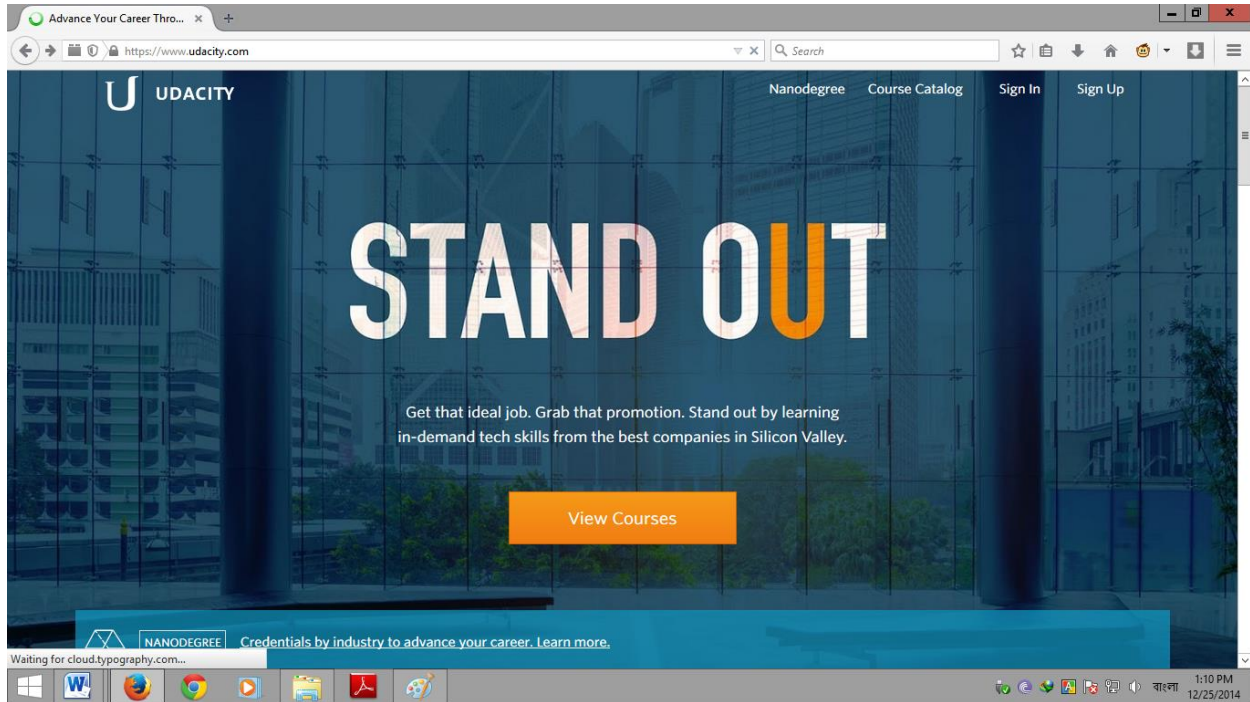 Advance Your Career Thro...
https://www.udacity.com
Search
UDACITY
Nanodegree
Course Catalog
Sign In
Sign Up
STAND OUT
Get that ideal job. Grab that promotion. Stand out by learning
in-demand tech skills from the best companies in Silicon Valley.
View Courses
NANODEGREE Credentials by industry to advance your career. Learn more.
Waiting for cloud.typography.com...
বাংলা
1:10 PM
12/25/2014